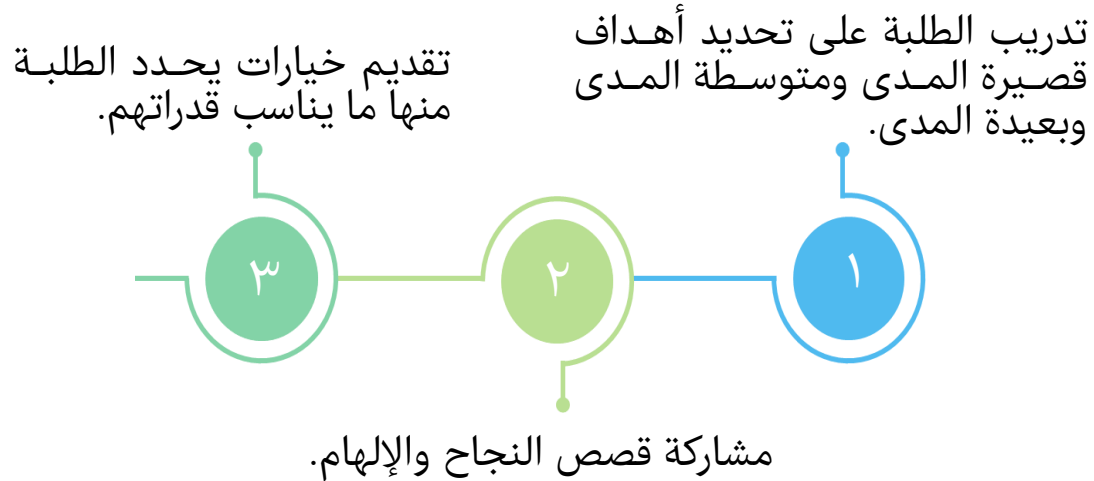 تدريب الطلبة على تحديد أهداف
قصيرة المدى ومتوسطة المدى
وبعيدة المدى.
تقديم خيارات يحدد الطلبة
منها ما يناسب قدراتهم.
١
٢
٣
مشاركة قصص النجاح والإلهام.